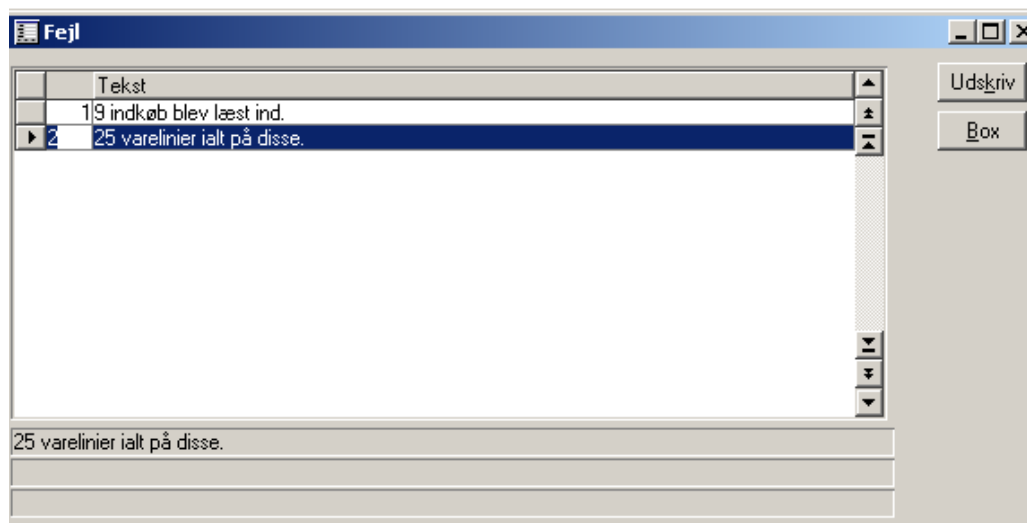 Fejl
Tekst
1 9 indkøb blev læst ind.
2 25 varelinier ialt på disse.
25 varelinier ialt på disse.
Udskriv
Box